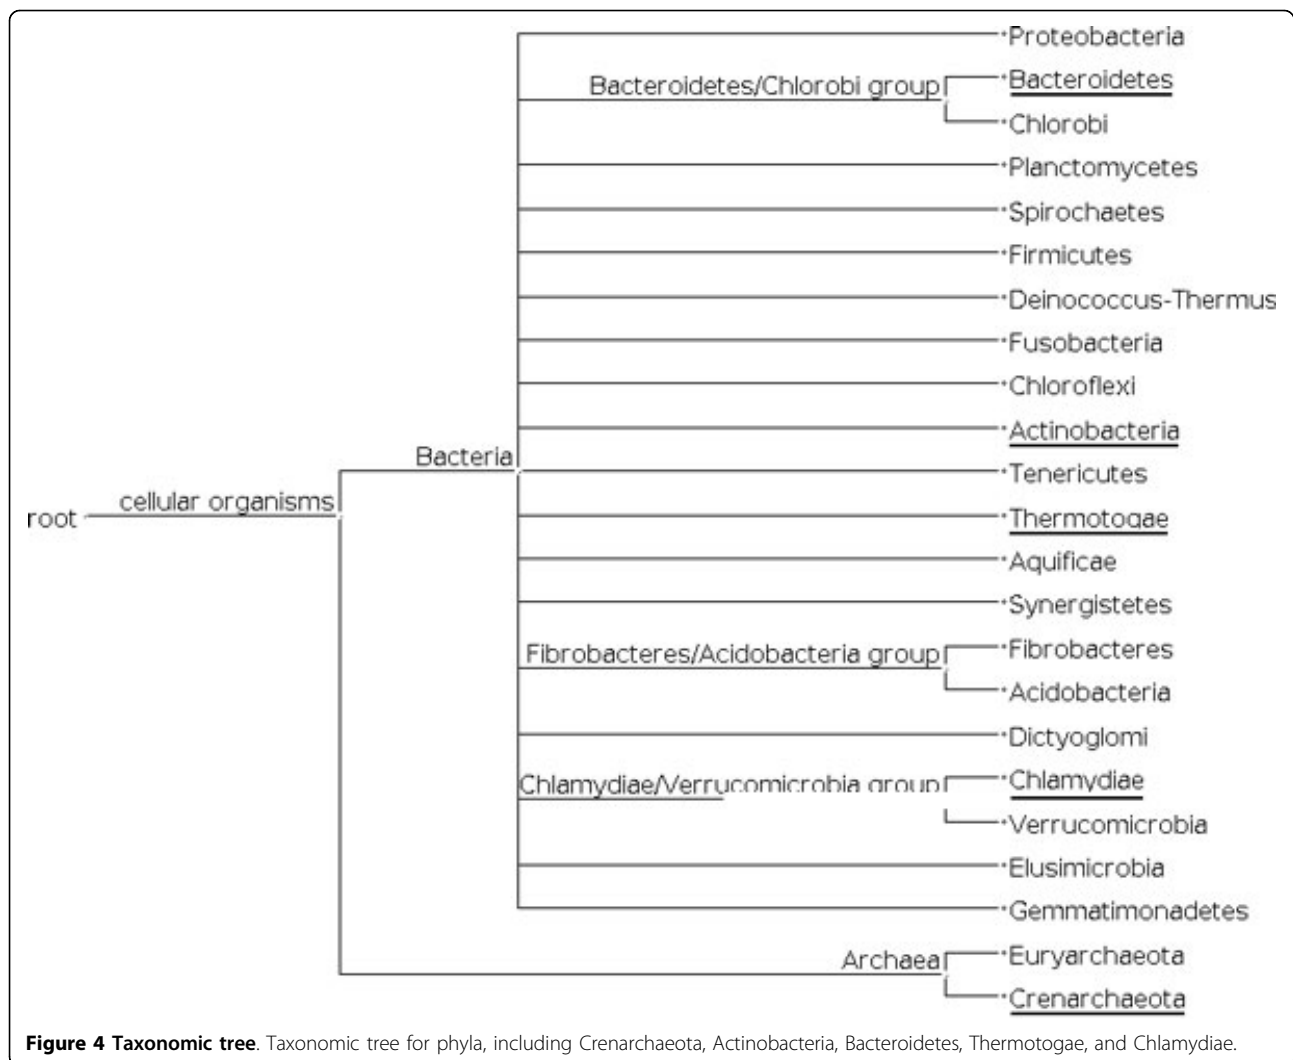 Proteobacteria
Bacteroidetes/Chlorobi group
Bacteroidetes
Chlorobi
Planctomycetes
Spirochaetes
Firmicutes
Deinococcus-Thermus
Fusobacteria
Chloroflexi
Actinobacteria
Bacteria
Tenericutes
root
cellular organisms
Thermotogae
Aquificae
Synergistetes
Fibrobacteres/Acidobacteria group
Fibrobacteres
Acidobacteria
Dictyoglomi
Chlamydiae/Verrucomicrobia group
Chlamydiae
Verrucomicrobia
Elusimicrobia
Gemmatimonadetes
Archaea
Euryarchaeota
Crenarchaeota
Figure 4 Taxonomic tree. Taxonomic tree for phyla, including Crenarchaeota, Actinobacteria, Bacteroidetes, Thermotogae, and Chlamydiae.